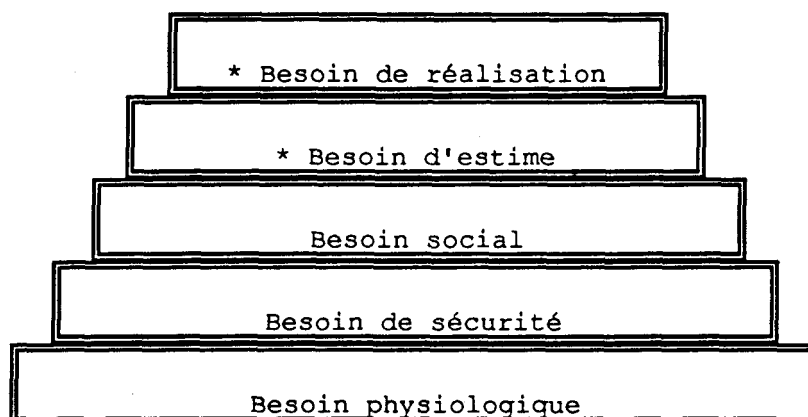 * Besoin de réalisation
* Besoin d'estime
Besoin social
Besoin de sécurité
Besoin physiologique